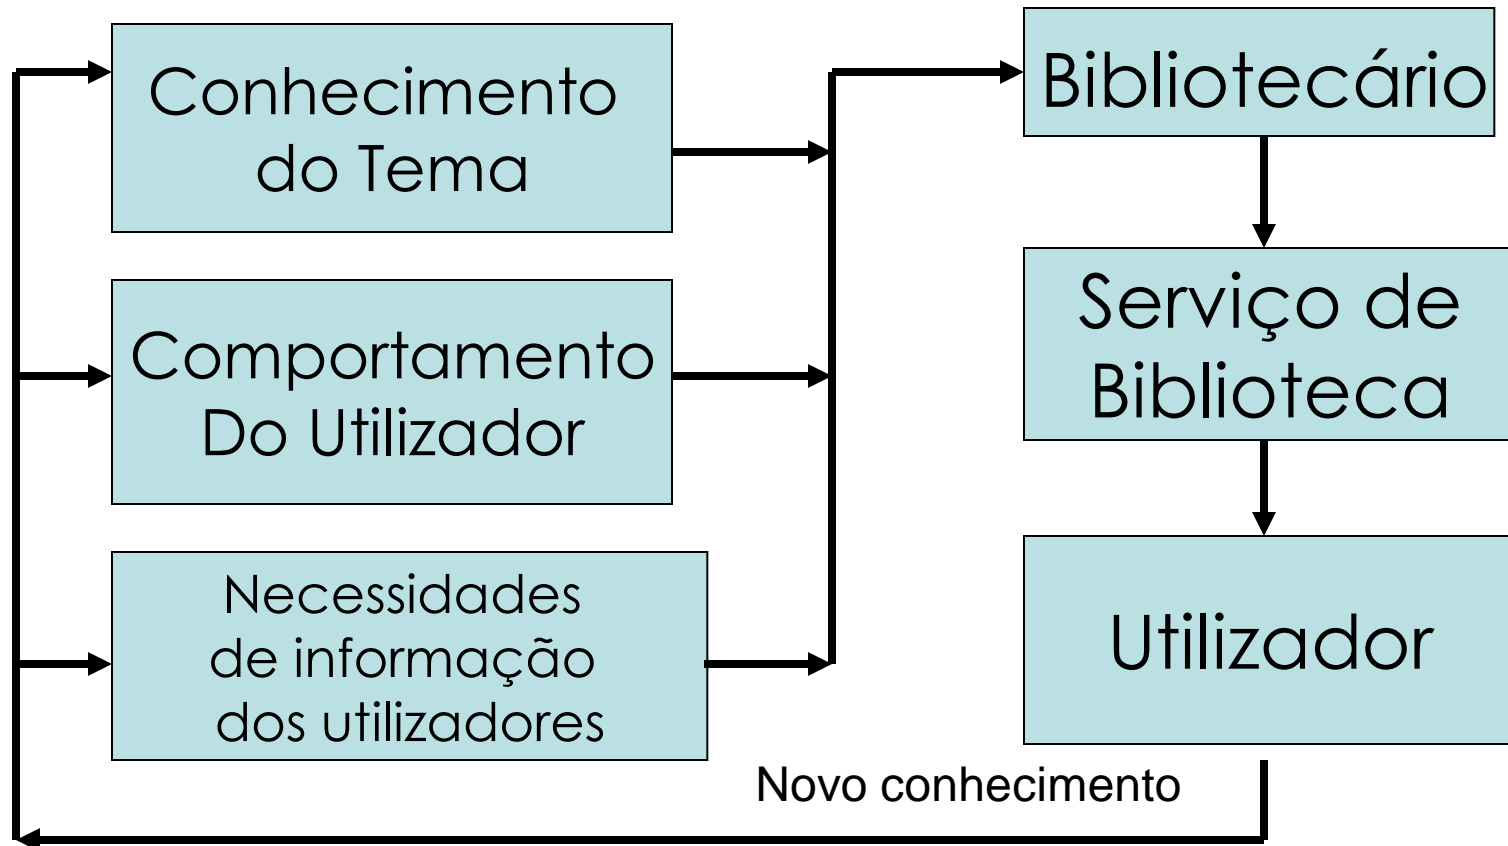 Conhecimento
do Tema
Comportamento
Do Utilizador
Necessidades
de informação
dos utilizadores
Bibliotecário
Serviço de
Biblioteca
Utilizador
Novo conhecimento